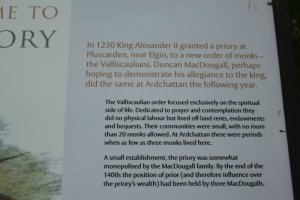 ME TO
ORY
In 1230 King Alexander II granted a priory at
Pluscarden, near Elgin, to a new order of monks -
the Valliscaulians. Duncan MacDougall, perhaps
hoping to demonstrate his allegiance to the king,
did the same at Ardchattan the following year.
The Valliscaulian order focused exclusively on the spiritual
side of life. Dedicated to prayer and contemplation they
did no physical labour but lived off land rents, endowments
and bequests. Their communities were small, with no more
than 20 monks allowed. At Ardchattan there were periods
when as few as three monks lived here.
A small establishment, the priory was somewhat
monopolised by the MacDougall family. By the end of the
1400s the position of prior (and therefore influence over
the priory's wealth) had been held by three MacDougalls.